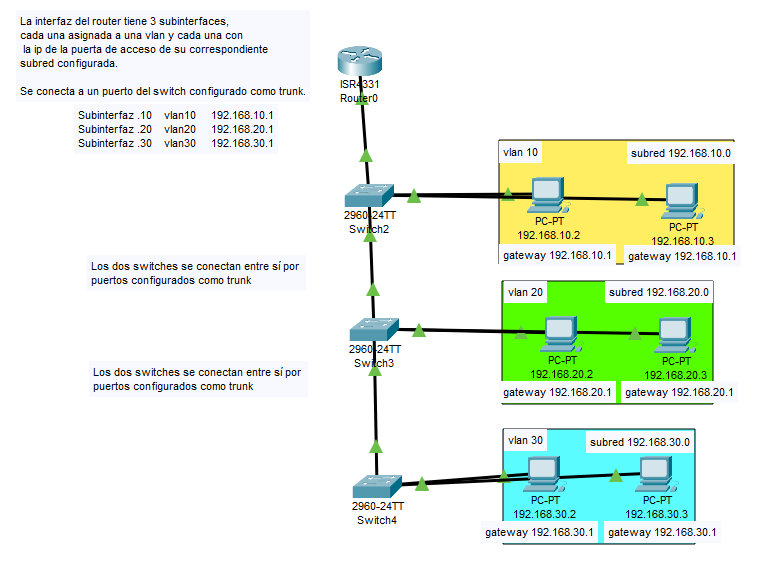 La interfaz del router tiene 3 subinterfaces,
cada una asignada a una vlan y cada una con
la ip de la puerta de acceso de su correspondiente
subred configurada.
Se conecta a un puerto del switch configurado como trunk.
Subinterfaz .10 vlan10 192.168.10.1
Subinterfaz .20 vlan20 192.168.20.1
Subinterfaz .30 vlan30 192.168.30.1
ISR4331
Router0
vlan 10
subred 192.168.10.0
2960-24TT
Switch2
PC-PT
192.168.10.2
PC-PT
192.168.10.3
gateway 192.168.10.1
gateway 192.168.10.1
Los dos switches se conectan entre sí por
puertos configurados como trunk
vlan 20
subred 192.168.20.0
2960-24TT
Switch3
PC-PT
192.168.20.2
PC-PT
192.168.20.3
gateway 192.168.20.1
gateway 192.168.20.1
Los dos switches se conectan entre sí por
puertos configurados como trunk
vlan 30
subred 192.168.30.0
2960-24TT
Switch4
PC-PT
192.168.30.2
PC-PT
192.168.30.3
gateway 192.168.30.1
gateway 192.168.30.1